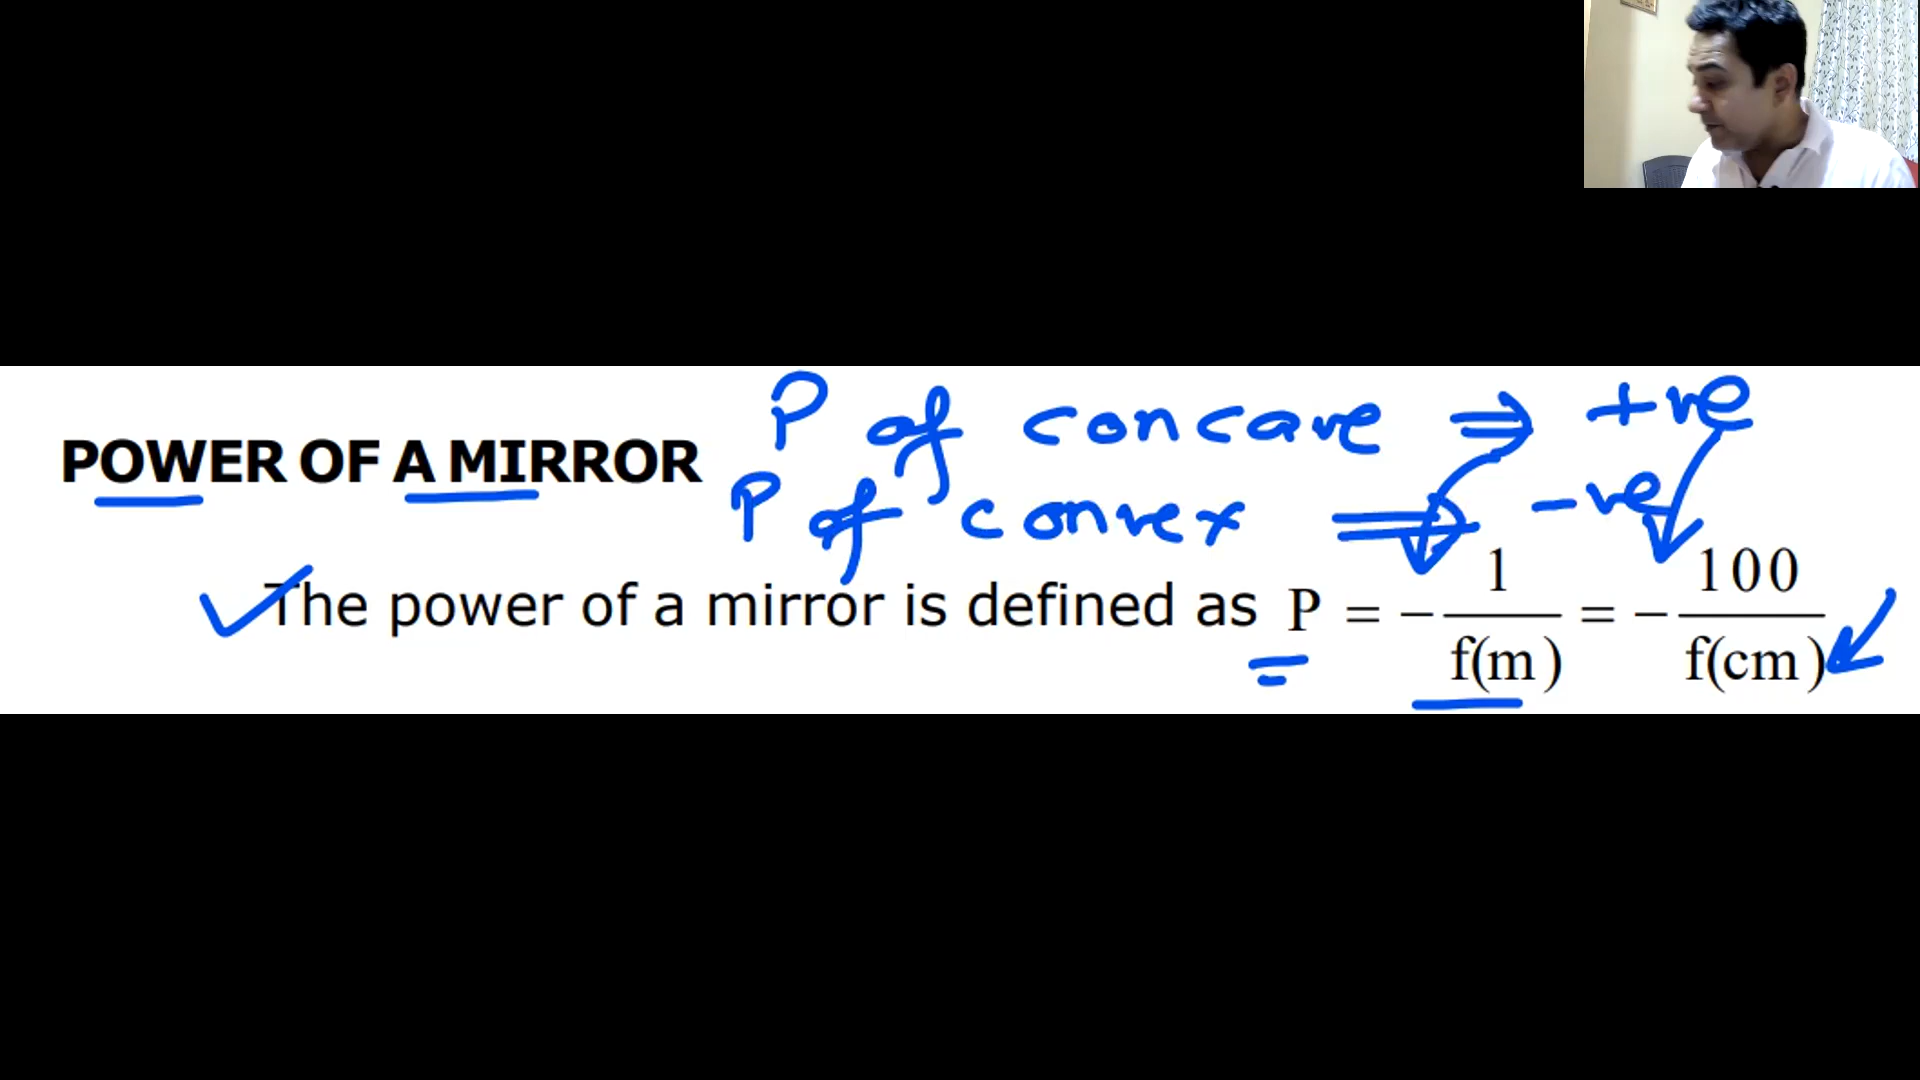 P of concave ⇒ +ve
POWER OF A MIRROR
P of convex ⇒ -ve
The power of a mirror is defined as P = - 1/f(m) = - 100/f(cm)